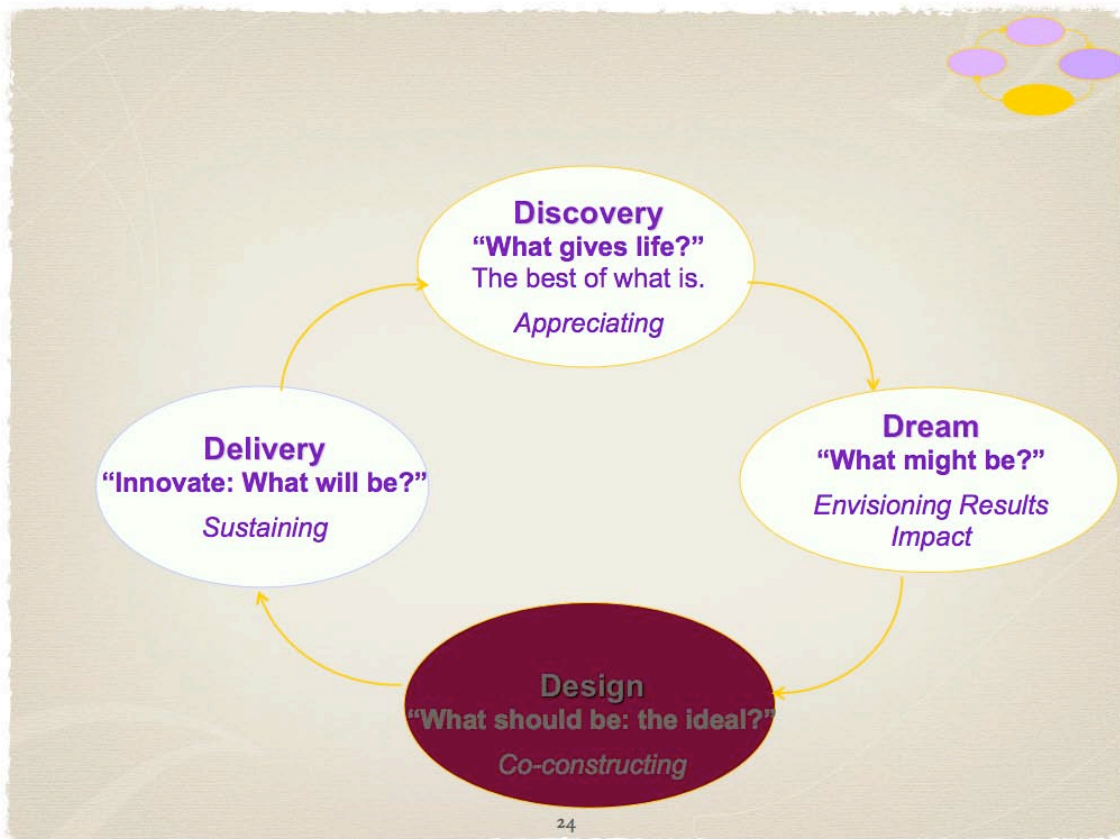 Discovery
“What gives life?”
The best of what is.
Appreciating
Dream
“What might be?”
Envisioning Results
Impact
Design
“What should be: the ideal?”
Co-constructing
Delivery
“Innovate: What will be?”
Sustaining
24